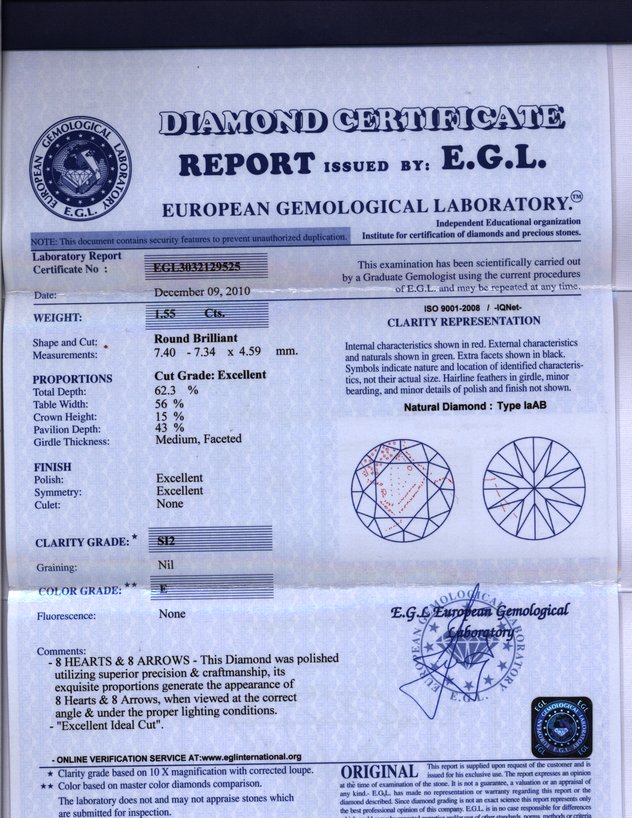 DIAMOND CERTIFICATE
REPORT ISSUED BY: E.G.L.
EUROPEAN GEMOLOGICAL LABORATORY.™
EUROPEAN GEMOLOGICAL LABORATORY
E.G.L.
Independent Educational organization
Institute for certification of diamonds and precious stones.
NOTE: This document contains security features to prevent unauthorized duplication.
Laboratory Report
Certificate No : EGL3032129525
Date: December 09, 2010
WEIGHT: 1.55 Cts.
Shape and Cut: Round Brilliant
Measurements: 7.40 - 7.34 x 4.59 mm.
PROPORTIONS Cut Grade: Excellent
Total Depth: 62.3 %
Table Width: 56 %
Crown Height: 15 %
Pavilion Depth: 43 %
Girdle Thickness: Medium, Faceted
FINISH
Polish: Excellent
Symmetry: Excellent
Culet: None
CLARITY GRADE: * SI2
Graining: Nil
COLOR GRADE: ** E
Fluorescence: None
Comments:
- 8 HEARTS & 8 ARROWS - This Diamond was polished
utilizing superior precision & craftmanship, its
exquisite proportions generate the appearance of
8 Hearts & 8 Arrows, when viewed at the correct
angle & under the proper lighting conditions.
- "Excellent Ideal Cut".
- ONLINE VERIFICATION SERVICE AT:www.eglinternational.org
★ Clarity grade based on 10 X magnification with corrected loupe.
★★ Color based on master color diamonds comparison.
The laboratory does not and may not appraise stones which
are submitted for inspection.
This examination has been scientifically carried out
by a Graduate Gemologist using the current procedures
of E.G.L. and may be repeated at any time.
ISO 9001-2008 / -IQNet-
CLARITY REPRESENTATION
Internal characteristics shown in red. External characteristics
and naturals shown in green. Extra facets shown in black.
Symbols indicate nature and location of identified characteris-
tics, not their actual size. Hairline feathers in girdle, minor
bearding, and minor details of polish and finish not shown.
Natural Diamond : Type IaAB
E.G.L European Gemological
Laboratory
EUROPEAN GEMOLOGICAL LABORATORY
E.G.L.
EGL EGL
EGL EGL
ORIGINAL This report is supplied upon request of the customer and is
issued for his exclusive use. The report expresses an opinion
at the time of examination of the stone. It is not a guarantee, a valuation or an appraisal of
any kind.- E.G.L. has made no representation or warranty regarding this report or the
diamond described. Since diamond grading is not an exact science this report represents only
the best professional opinion of this company. E.G.L. is in no case responsible for differences